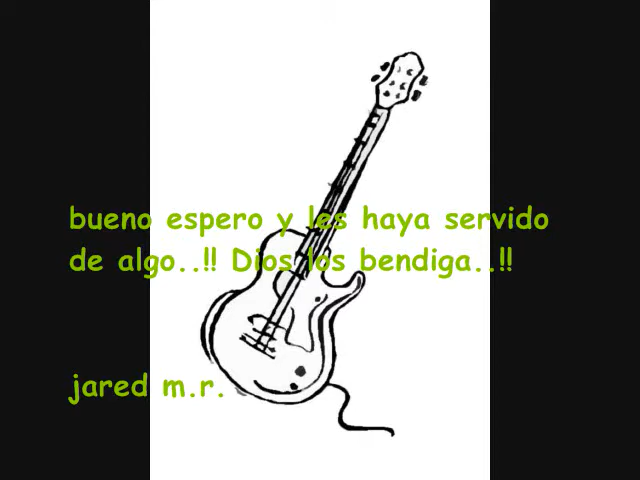 bueno espero y les haya servido
de algo..!! Dios los bendiga..!!
jared m.r.